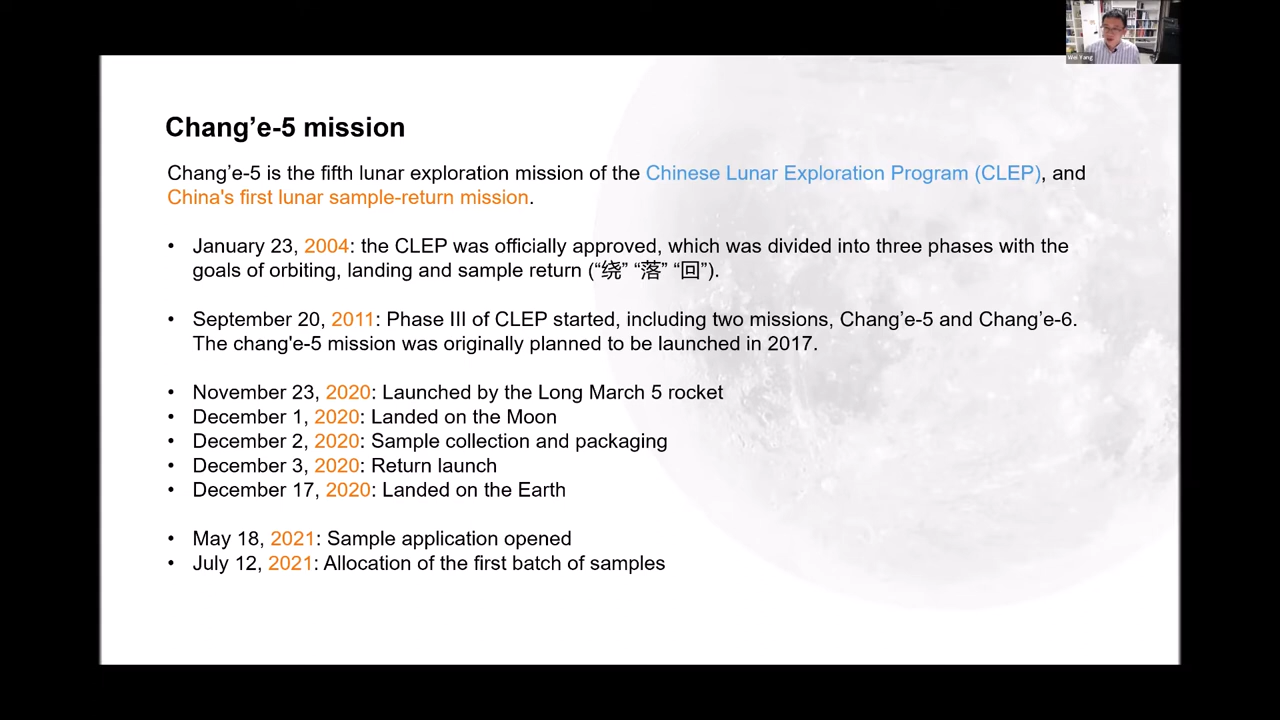 Wei Yang
Chang’e-5 mission
Chang’e-5 is the fifth lunar exploration mission of the Chinese Lunar Exploration Program (CLEP), and
China's first lunar sample-return mission.
• January 23, 2004: the CLEP was officially approved, which was divided into three phases with the
goals of orbiting, landing and sample return (“绕” “落” “回”).
• September 20, 2011: Phase III of CLEP started, including two missions, Chang’e-5 and Chang’e-6.
The chang'e-5 mission was originally planned to be launched in 2017.
• November 23, 2020: Launched by the Long March 5 rocket
• December 1, 2020: Landed on the Moon
• December 2, 2020: Sample collection and packaging
• December 3, 2020: Return launch
• December 17, 2020: Landed on the Earth
• May 18, 2021: Sample application opened
• July 12, 2021: Allocation of the first batch of samples